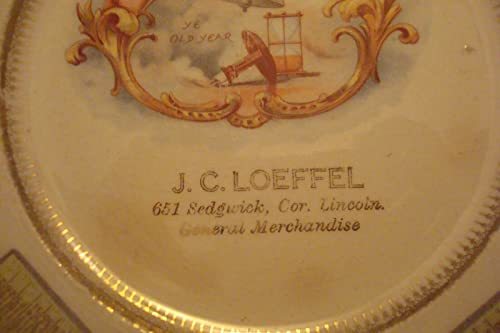 YE
OLD YEAR
J. C. LOEFFEL
651 Sedgwick, Cor. Lincoln.
General Merchandise